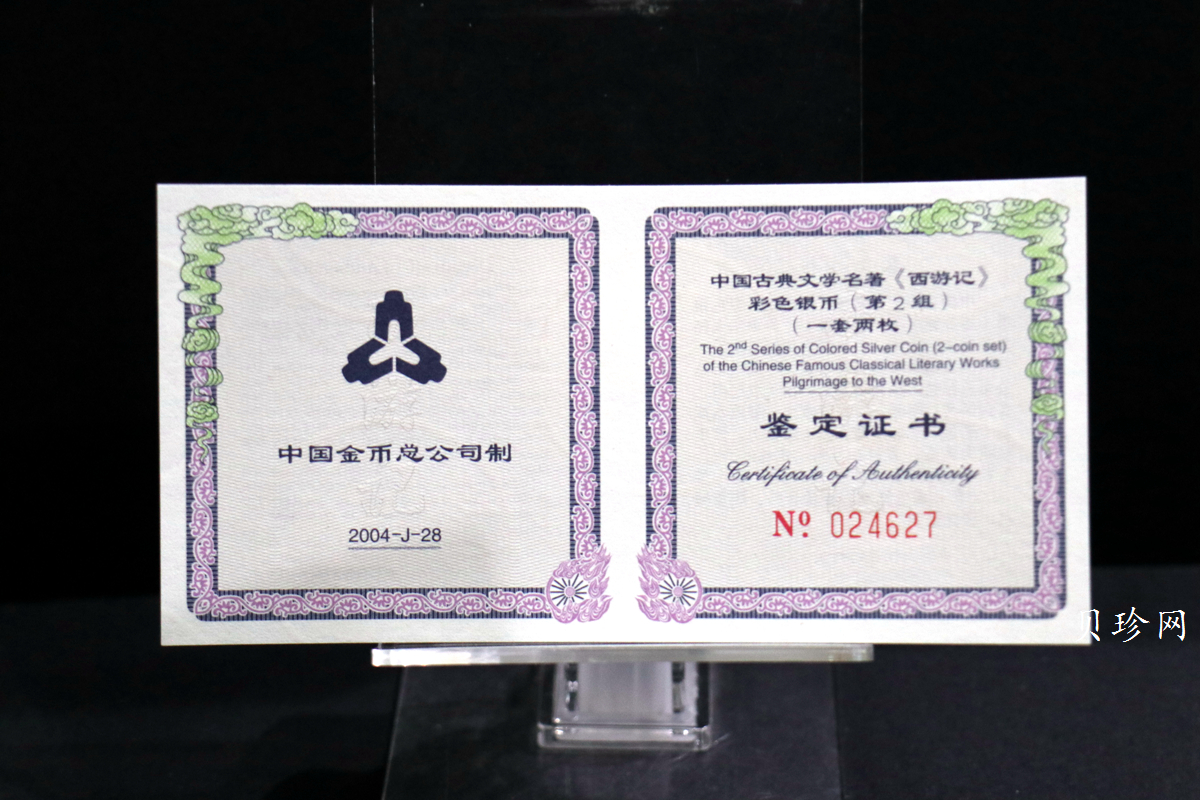 中国金币总公司制
2004-J-28
中国古典文学名著《西游记》
彩色银币（第2组）
（一套两枚）
The 2nd Series of Colored Silver Coin (2-coin set)
of the Chinese Famous Classical Literary Works
Pilgrimage to the West
鉴定证书
Certificate of Authenticity
Nº 024627
贝珍网